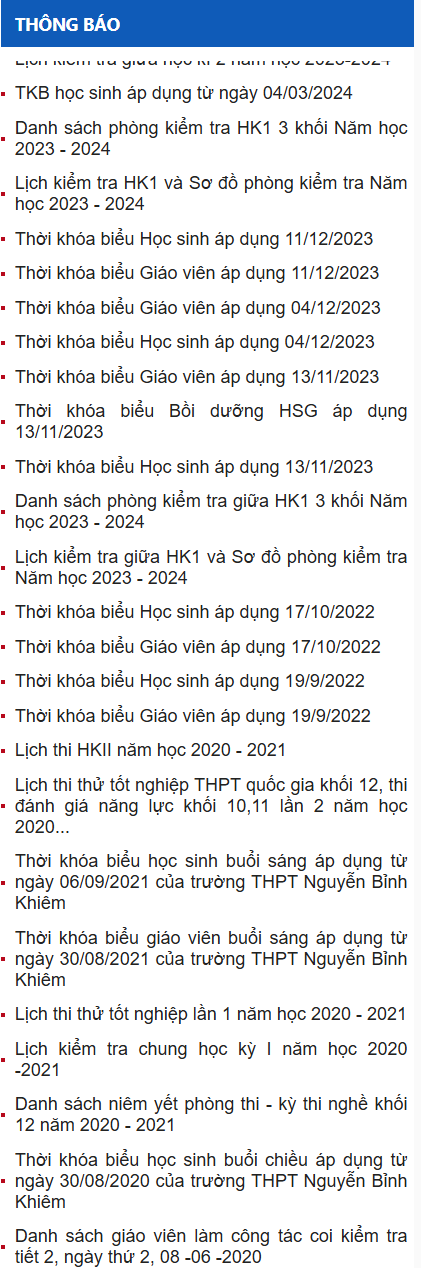 THÔNG BÁO
Lịch kiểm tra giữa học kì 2 năm học 2023-2024
TKB học sinh áp dụng từ ngày 04/03/2024
Danh sách phòng kiểm tra HK1 3 khối Năm học
2023 - 2024
Lịch kiểm tra HK1 và Sơ đồ phòng kiểm tra Năm
học 2023 - 2024
Thời khóa biểu Học sinh áp dụng 11/12/2023
Thời khóa biểu Giáo viên áp dụng 11/12/2023
Thời khóa biểu Giáo viên áp dụng 04/12/2023
Thời khóa biểu Học sinh áp dụng 04/12/2023
Thời khóa biểu Giáo viên áp dụng 13/11/2023
Thời khóa biểu Bồi dưỡng HSG áp dụng
13/11/2023
Thời khóa biểu Học sinh áp dụng 13/11/2023
Danh sách phòng kiểm tra giữa HK1 3 khối Năm
học 2023 - 2024
Lịch kiểm tra giữa HK1 và Sơ đồ phòng kiểm tra
Năm học 2023 - 2024
Thời khóa biểu Học sinh áp dụng 17/10/2022
Thời khóa biểu Giáo viên áp dụng 17/10/2022
Thời khóa biểu Học sinh áp dụng 19/9/2022
Thời khóa biểu Giáo viên áp dụng 19/9/2022
Lịch thi HKII năm học 2020 - 2021
Lịch thi thử tốt nghiệp THPT quốc gia khối 12, thi
đánh giá năng lực khối 10,11 lần 2 năm học
2020...
Thời khóa biểu học sinh buổi sáng áp dụng từ
ngày 06/09/2021 của trường THPT Nguyễn Bỉnh
Khiêm
Thời khóa biểu giáo viên buổi sáng áp dụng từ
ngày 30/08/2021 của trường THPT Nguyễn Bỉnh
Khiêm
Lịch thi thử tốt nghiệp lần 1 năm học 2020 - 2021
Lịch kiểm tra chung học kỳ I năm học 2020
-2021
Danh sách niêm yết phòng thi - kỳ thi nghề khối
12 năm 2020 - 2021
Thời khóa biểu học sinh buổi chiều áp dụng từ
ngày 30/08/2020 của trường THPT Nguyễn Bỉnh
Khiêm
Danh sách giáo viên làm công tác coi kiểm tra
tiết 2, ngày thứ 2, 08 -06 -2020